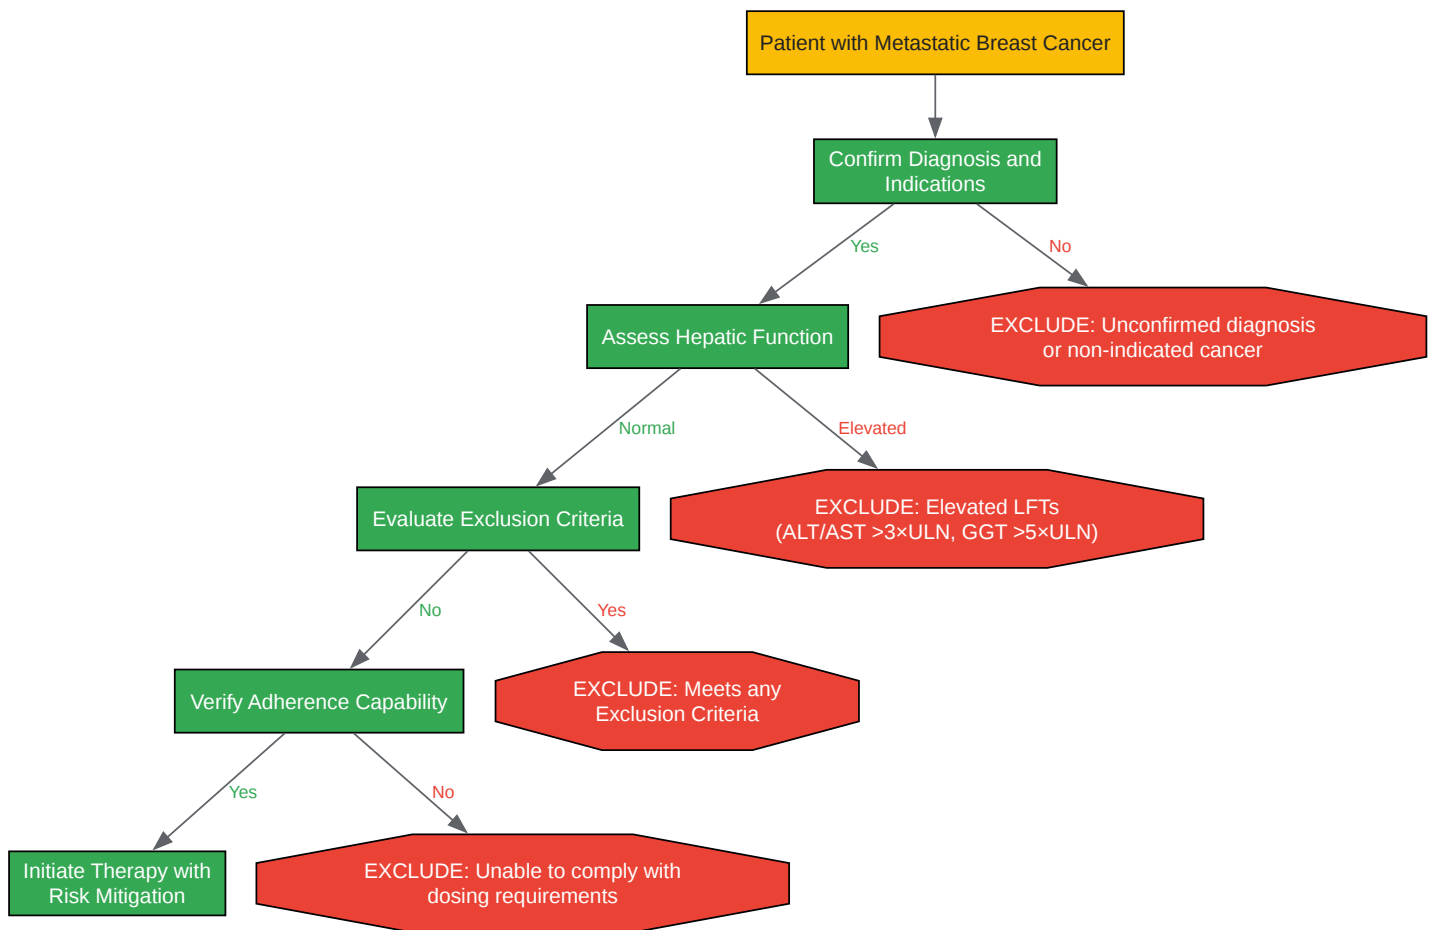 Patient with Metastatic Breast Cancer
Confirm Diagnosis and
Indications
Yes
No
Assess Hepatic Function
EXCLUDE: Unconfirmed diagnosis
or non-indicated cancer
Normal
Elevated
Evaluate Exclusion Criteria
EXCLUDE: Elevated LFTs
(ALT/AST >3×ULN, GGT >5×ULN)
No
Yes
Verify Adherence Capability
EXCLUDE: Meets any
Exclusion Criteria
Yes
No
Initiate Therapy with
Risk Mitigation
EXCLUDE: Unable to comply with
dosing requirements